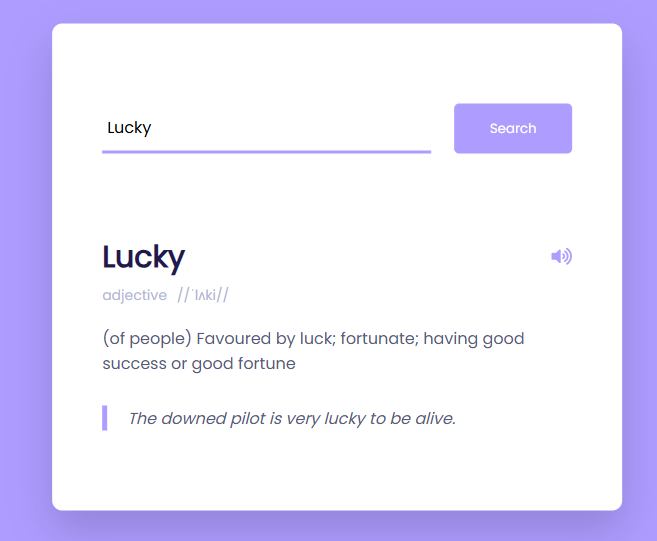 Lucky
Search
Lucky
adjective //ˈlʌki//
(of people) Favoured by luck; fortunate; having good
success or good fortune
The downed pilot is very lucky to be alive.